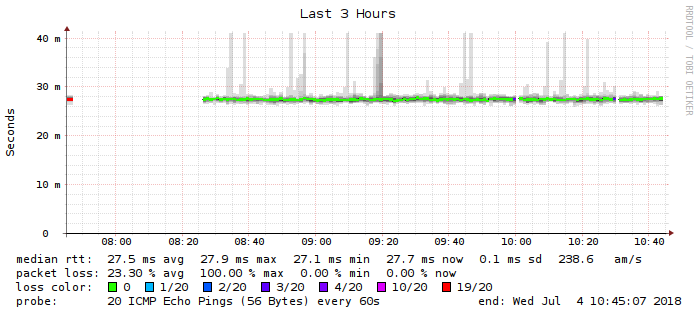 Last 3 Hours
RRDTOOL / TOBI OETIKER
Seconds
40 m
30 m
20 m
10 m
0
08:00 08:20 08:40 09:00 09:20 09:40 10:00 10:20 10:40
median rtt: 27.5 ms avg 27.9 ms max 27.1 ms min 27.7 ms now 0.1 ms sd 238.6 am/s
packet loss: 23.30 % avg 100.00 % max 0.00 % min 0.00 % now
loss color: 0 1/20 2/20 3/20 4/20 10/20 19/20
probe: 20 ICMP Echo Pings (56 Bytes) every 60s end: Wed Jul 4 10:45:07 2018